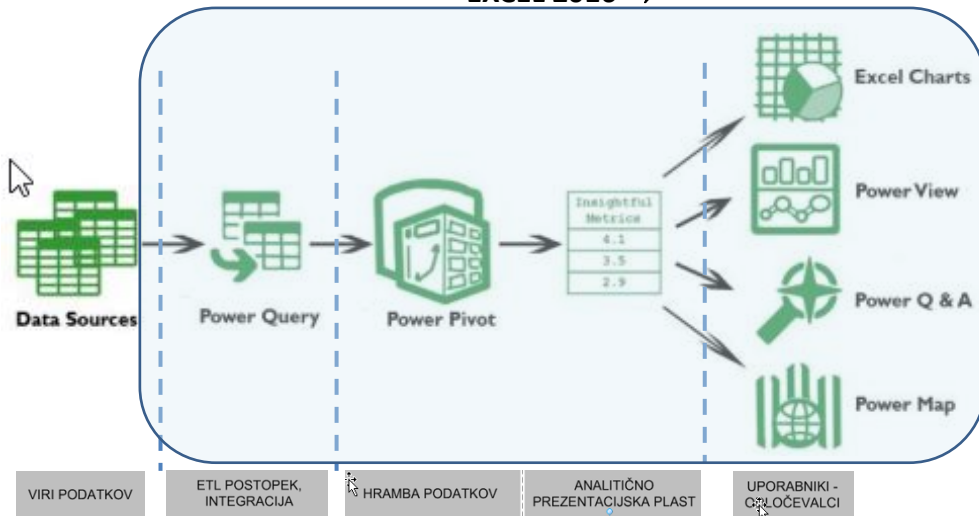 Excel Charts
Power View
Insightful
Metrics
4.1
3.5
2.9
Data Sources
Power Query
Power Pivot
Power Q & A
Power Map
VIRI PODATKOV
ETL POSTOPEK,
INTEGRACIJA
HRAMBA PODATKOV
ANALITIČNO
PREZENTACIJSKA PLAST
UPORABNIKI -